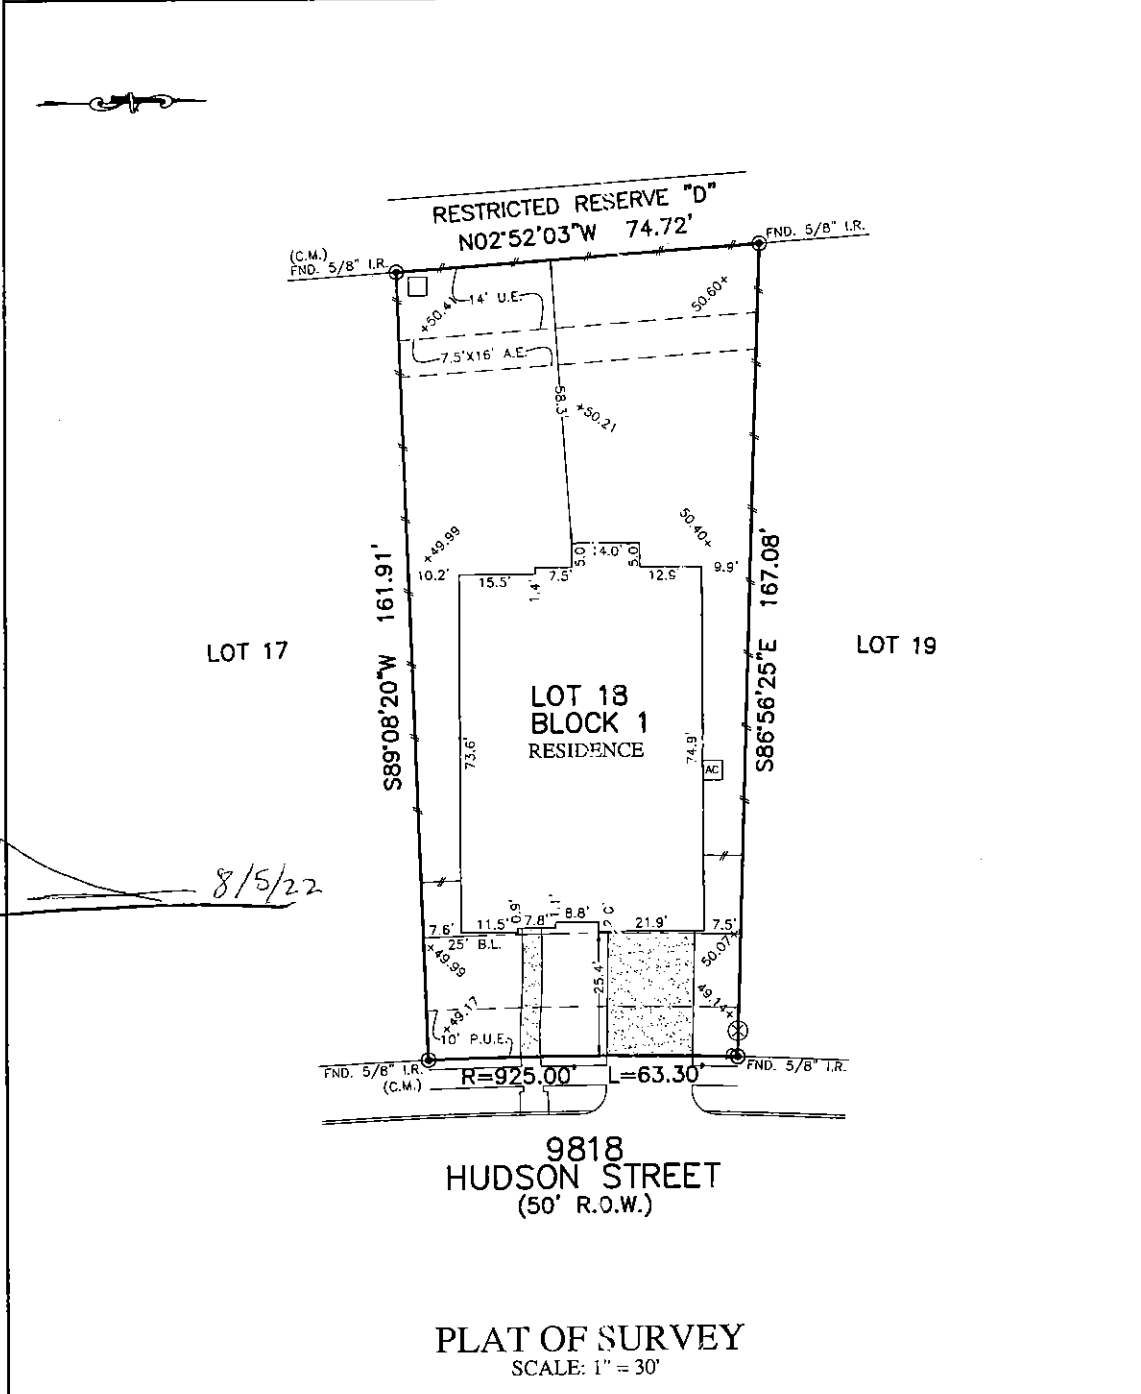 RESTRICTED RESERVE "D"
N02°52'03"W 74.72'
(C.M.)
FND. 5/8" I.R.
FND. 5/8" I.R.
14' U.E.
+50.41
50.60+
7.5'X16' A.E.
58.3'
+50.21
+49.99
50.40+
10.2'
15.5'
1.4'
7.5'
5.0'
14.0'
5.0'
12.9'
9.9'
S89°08'20"W 161.91'
S86°56'25"E 167.08'
LOT 17
LOT 19
LOT 18
BLOCK 1
RESIDENCE
73.6'
74.9'
AC
8/5/22
7.6'
11.5'
7.8'
1.1'
8.8'
21.9'
7.5'
25' B.L.
+49.99
50.07+
25.4'
+49.17
49.14+
10' P.U.E.
FND. 5/8" I.R.
(C.M.)
R=925.00' L=63.30'
FND. 5/8" I.R.
9818
HUDSON STREET
(50' R.O.W.)
PLAT OF SURVEY
SCALE: 1" = 30'